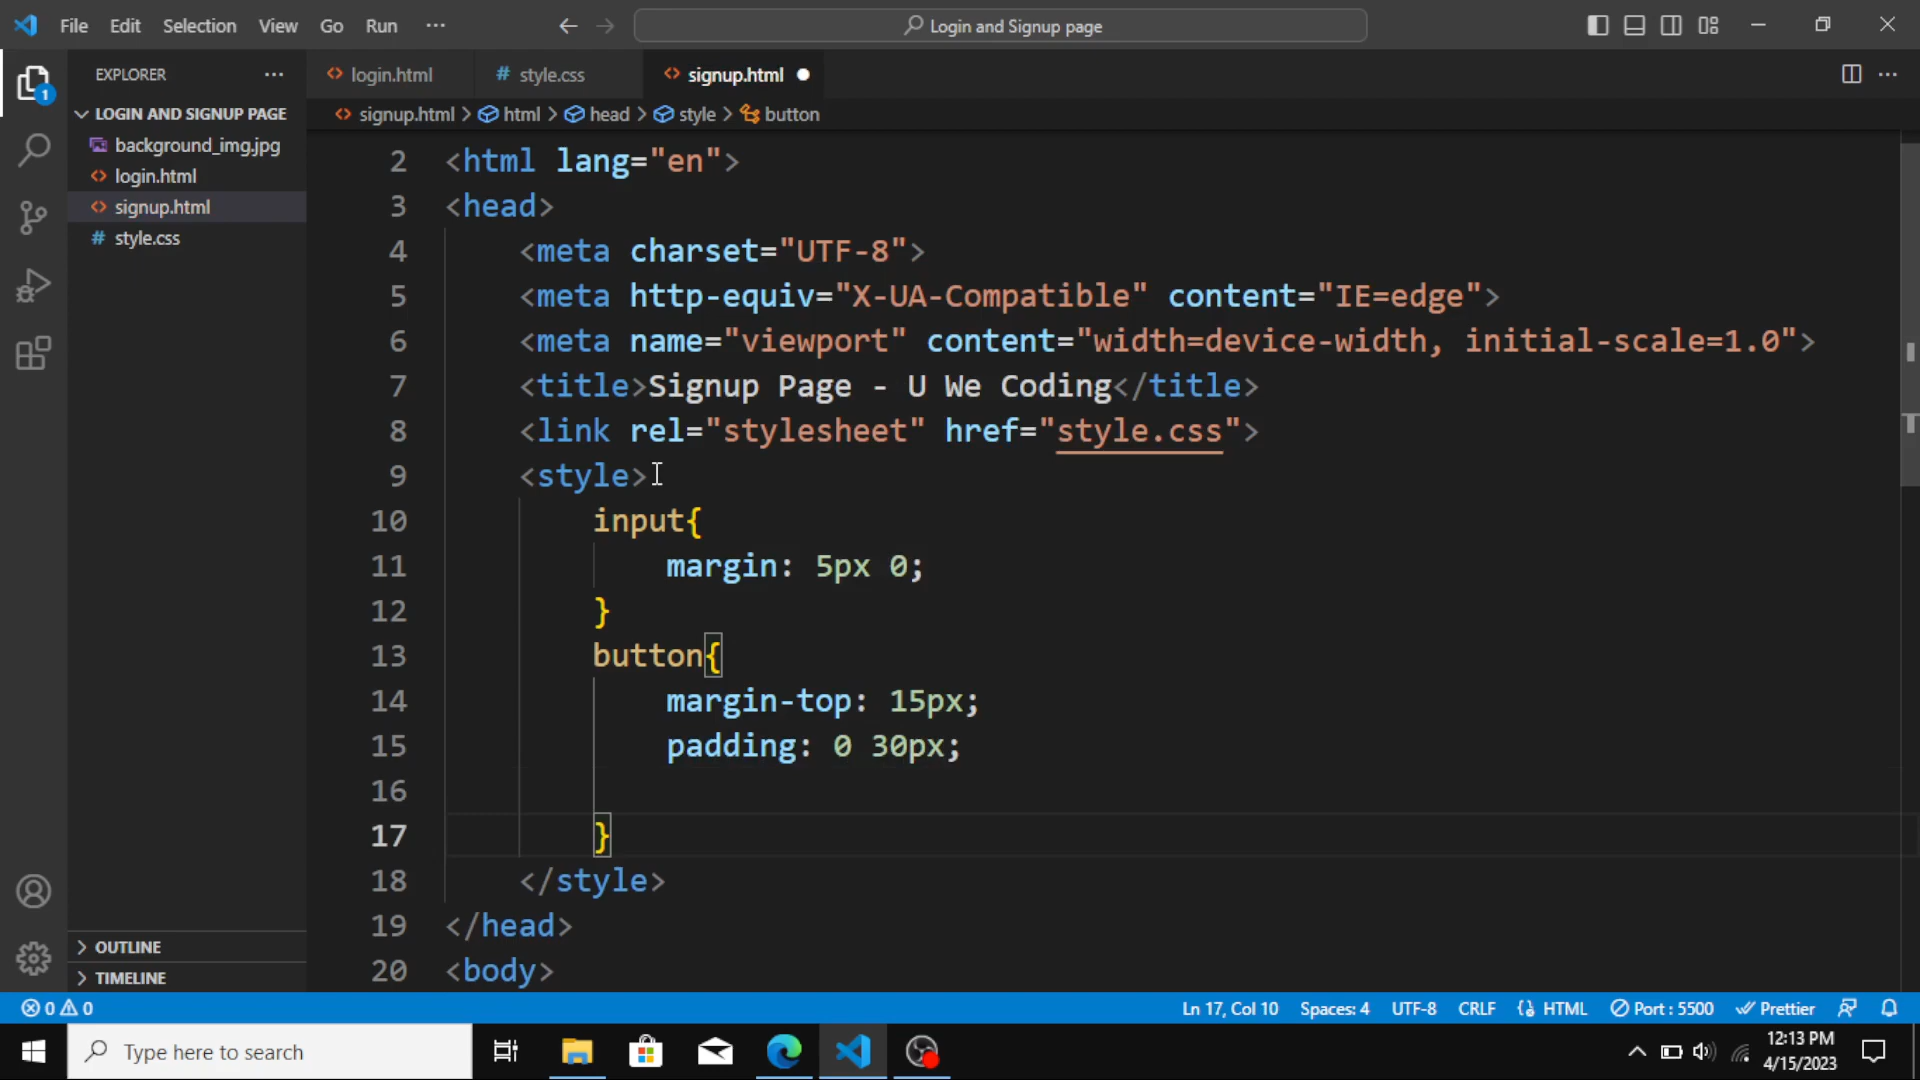 File Edit Selection View Go Run ··· Login and Signup page
EXPLORER ···
login.html # style.css signup.html ···
signup.html > html > head > style > button
LOGIN AND SIGNUP PAGE
background_img.jpg
login.html
signup.html
# style.css
2 <html lang="en">
3 <head>
4 <meta charset="UTF-8">
5 <meta http-equiv="X-UA-Compatible" content="IE=edge">
6 <meta name="viewport" content="width=device-width, initial-scale=1.0">
7 <title>Signup Page - U We Coding</title>
8 <link rel="stylesheet" href="style.css">
9 <style>
10 input{
11 margin: 5px 0;
12 }
13 button{
14 margin-top: 15px;
15 padding: 0 30px;
16
17 }
18 </style>
19 </head>
20 <body>
1
OUTLINE
TIMELINE
0 0 Ln 17, Col 10 Spaces: 4 UTF-8 CRLF HTML Port : 5500 Prettier
Type here to search
12:13 PM
4/15/2023